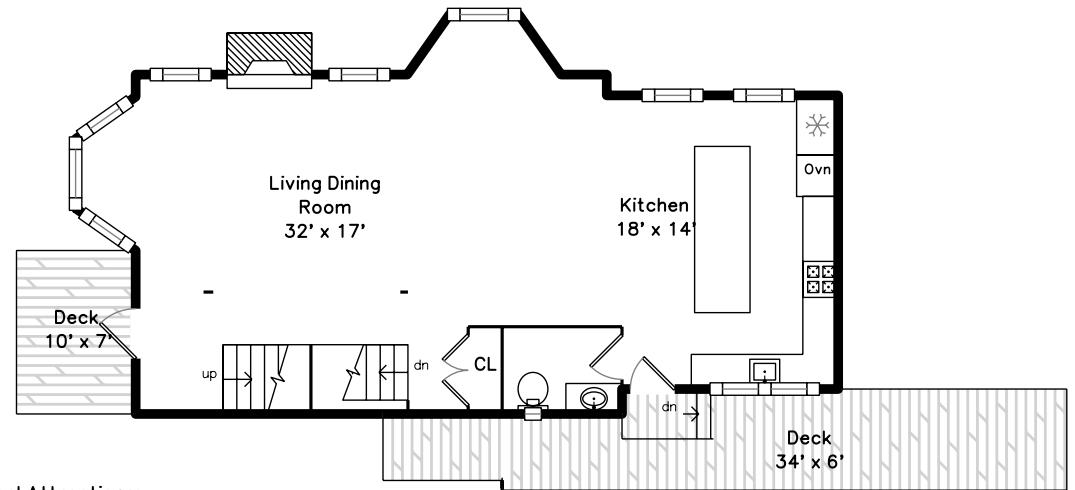 Living Dining
Room
32' x 17'
Kitchen
18' x 14'
Ovn
Deck
10' x 7'
up
dn
CL
dn
Deck
34' x 6'